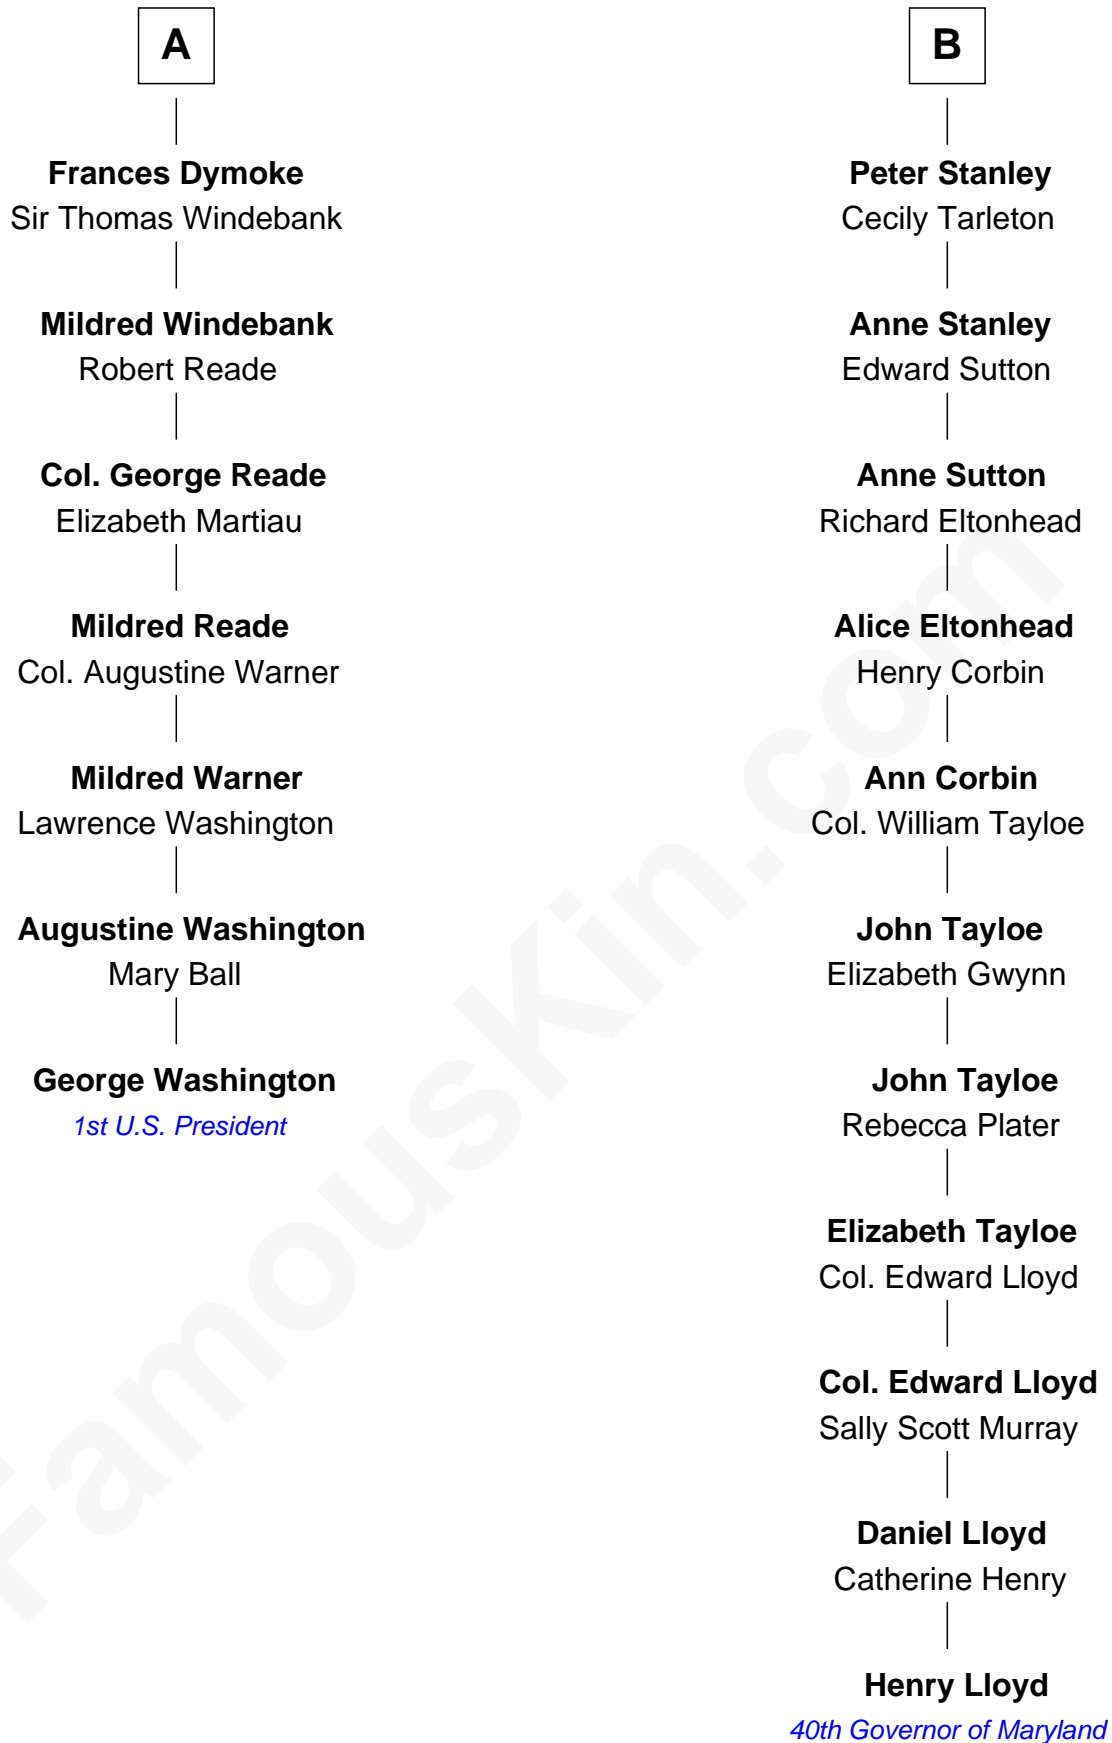 A
Frances Dymoke
Sir Thomas Windebank
Mildred Windebank
Robert Reade
Col. George Reade
Elizabeth Martiau
Mildred Reade
Col. Augustine Warner
Mildred Warner
Lawrence Washington
Augustine Washington
Mary Ball
George Washington
1st U.S. President
B
Peter Stanley
Cecily Tarleton
Anne Stanley
Edward Sutton
Anne Sutton
Richard Eltonhead
Alice Eltonhead
Henry Corbin
Ann Corbin
Col. William Tayloe
John Tayloe
Elizabeth Gwynn
John Tayloe
Rebecca Plater
Elizabeth Tayloe
Col. Edward Lloyd
Col. Edward Lloyd
Sally Scott Murray
Daniel Lloyd
Catherine Henry
Henry Lloyd
40th Governor of Maryland
FamousKin.com